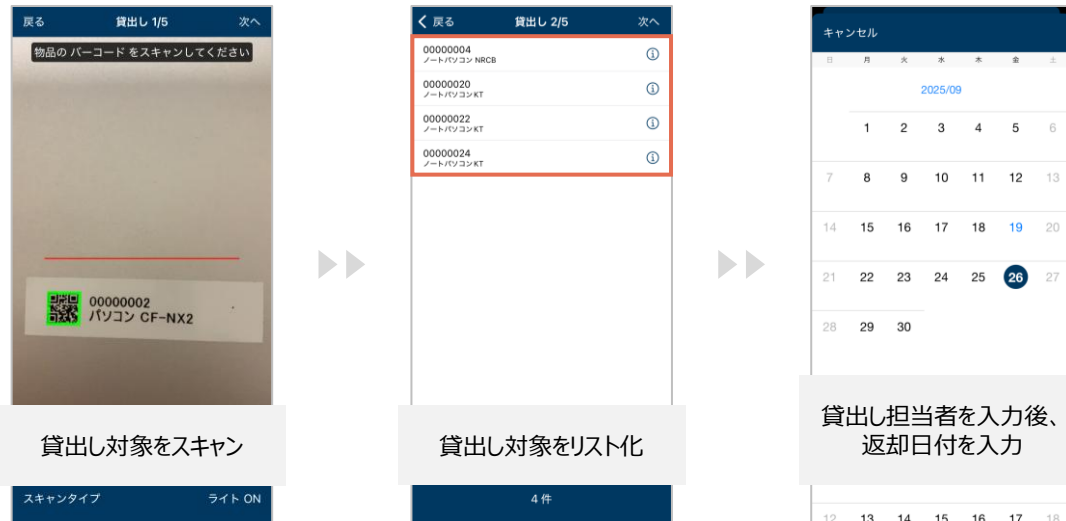 戻る 貸出し 1/5 次へ
物品の バーコード をスキャンしてください
00000002
パソコン CF-NX2
貸出し対象をスキャン
スキャンタイプ ライト ON
戻る 貸出し 2/5 次へ
00000004
ノートパソコン NRCB
00000020
ノートパソコンKT
00000022
ノートパソコンKT
00000024
ノートパソコンKT
貸出し対象をリスト化
4 件
キャンセル
日 月 火 水 木 金 土
2025/09
1 2 3 4 5 6
7 8 9 10 11 12 13
14 15 16 17 18 19 20
21 22 23 24 25 26 27
28 29 30
貸出し担当者を入力後、
返却日付を入力
12 13 14 15 16 17 18